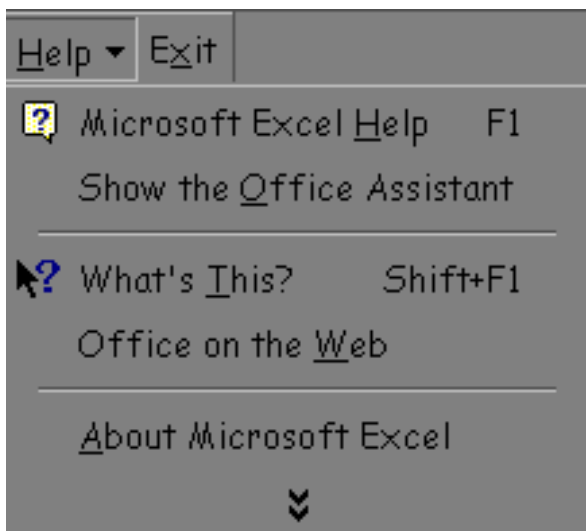 Help Exit
Microsoft Excel Help F1
Show the Office Assistant
What's This? Shift+F1
Office on the Web
About Microsoft Excel